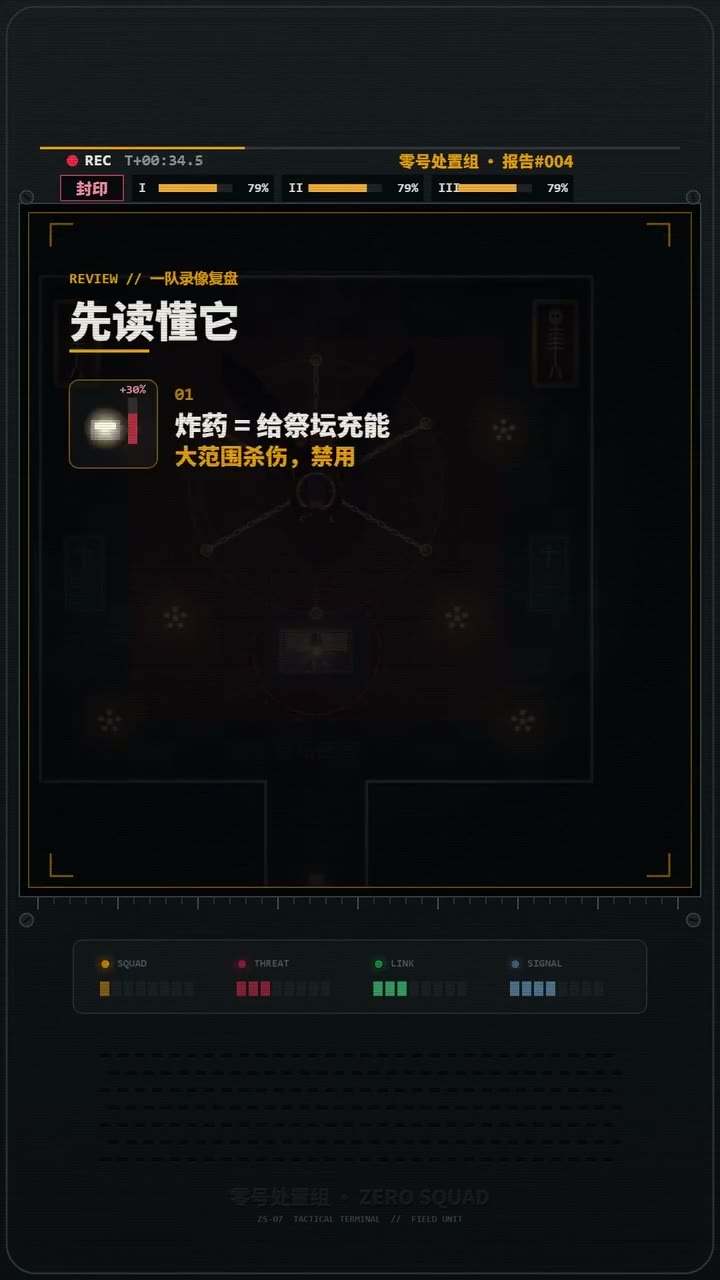 REC T+00:34.5 零号处置组 · 报告#004
封印 I 79% II 79% III 79%
REVIEW // 一队录像复盘
先读懂它
+30%
01
炸药 = 给祭坛充能
大范围杀伤，禁用
SQUAD THREAT LINK SIGNAL
零号处置组 · ZERO SQUAD
ZS-07 TACTICAL TERMINAL // FIELD UNIT